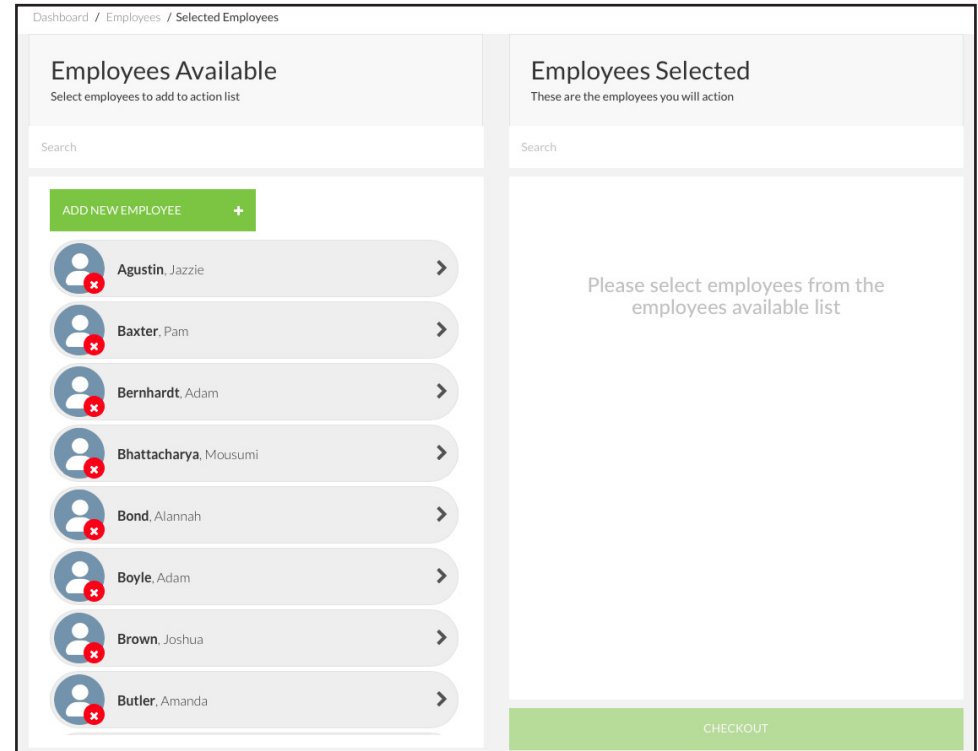 Dashboard / Employees / Selected Employees
Employees Available
Select employees to add to action list
Search
ADD NEW EMPLOYEE +
Agustin, Jazzie
Baxter, Pam
Bernhardt, Adam
Bhattacharya, Mousumi
Bond, Alannah
Boyle, Adam
Brown, Joshua
Butler, Amanda
Employees Selected
These are the employees you will action
Search
Please select employees from the
employees available list
CHECKOUT